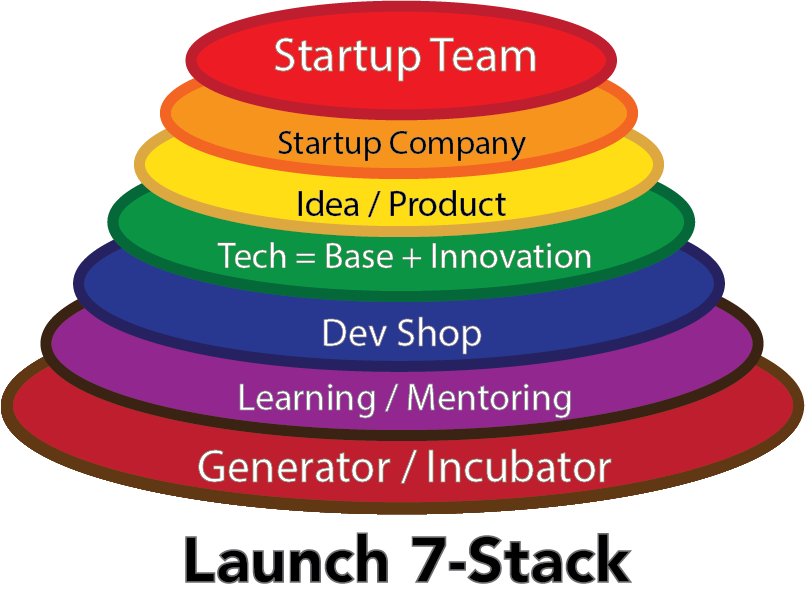 Startup Team
Startup Company
Idea / Product
Tech = Base + Innovation
Dev Shop
Learning / Mentoring
Generator / Incubator
Launch 7-Stack